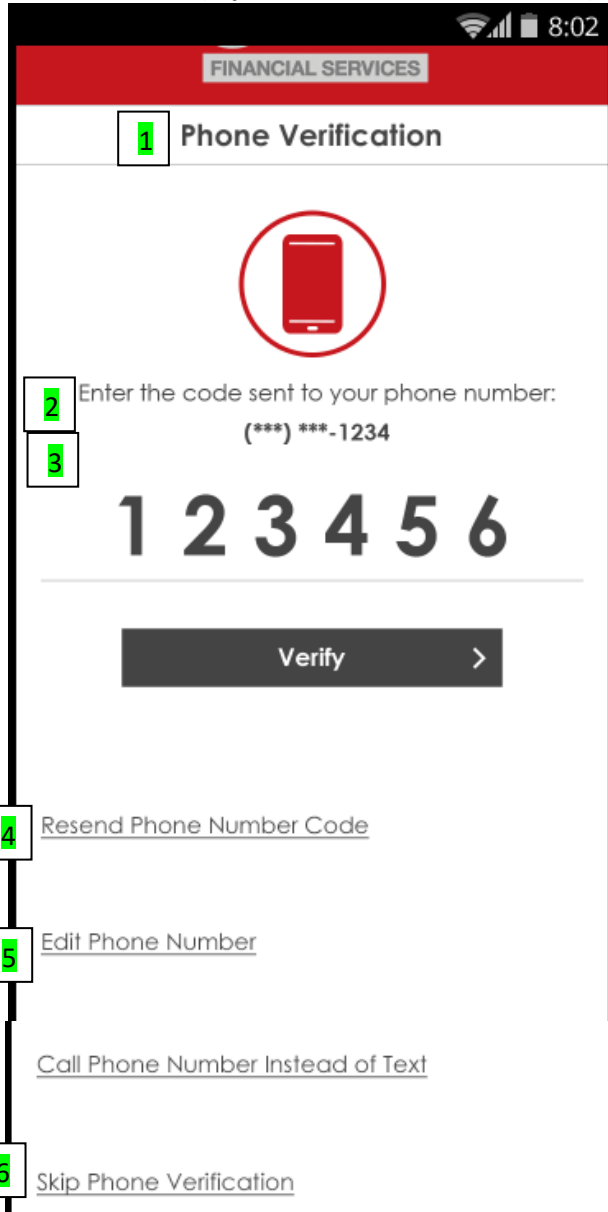 8:02
FINANCIAL SERVICES
1 Phone Verification
2 Enter the code sent to your phone number:
(***) ***-1234
3
1 2 3 4 5 6
Verify >
4 Resend Phone Number Code
5 Edit Phone Number
Call Phone Number Instead of Text
6 Skip Phone Verification